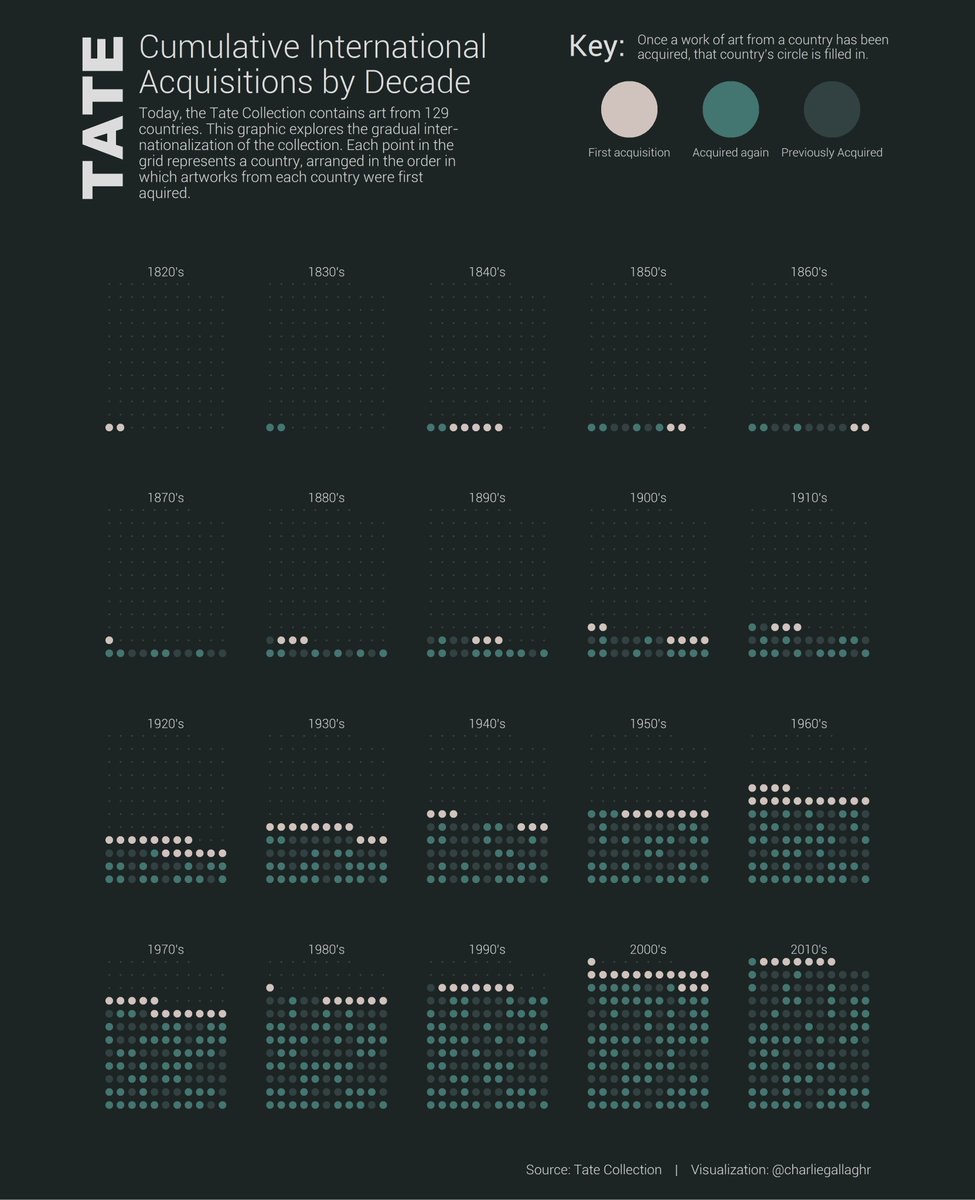 TATE
Cumulative International
Acquisitions by Decade
Today, the Tate Collection contains art from 129
countries. This graphic explores the gradual inter-
nationalization of the collection. Each point in the
grid represents a country, arranged in the order in
which artworks from each country were first
aquired.
Key:
Once a work of art from a country has been
acquired, that country's circle is filled in.
First acquisition
Acquired again
Previously Acquired
1820's
1830's
1840's
1850's
1860's
1870's
1880's
1890's
1900's
1910's
1920's
1930's
1940's
1950's
1960's
1970's
1980's
1990's
2000's
2010's
Source: Tate Collection | Visualization: @charliegallaghr